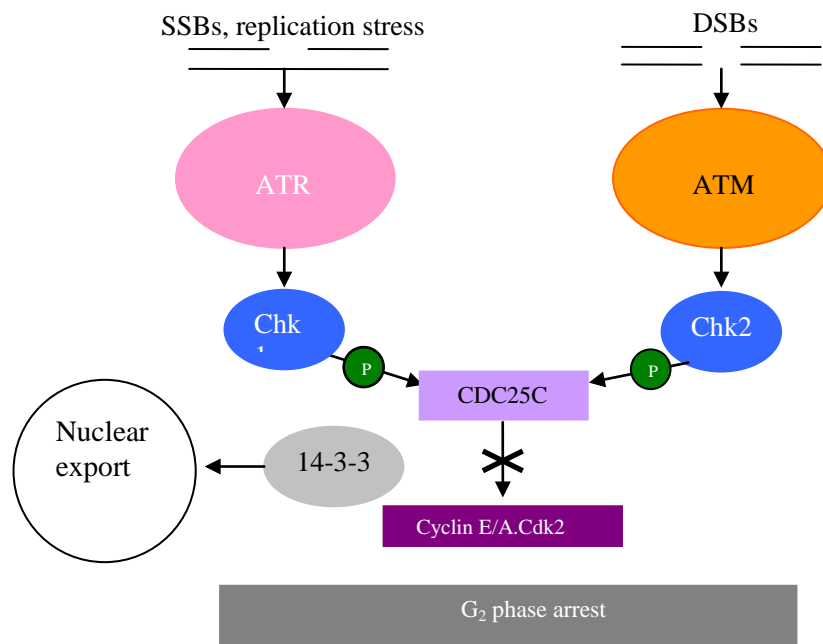 SSBs, replication stress
DSBs
ATR
ATM
Chk
Chk2
P
P
CDC25C
Nuclear
export
14-3-3
Cyclin E/A.Cdk2
G₂ phase arrest